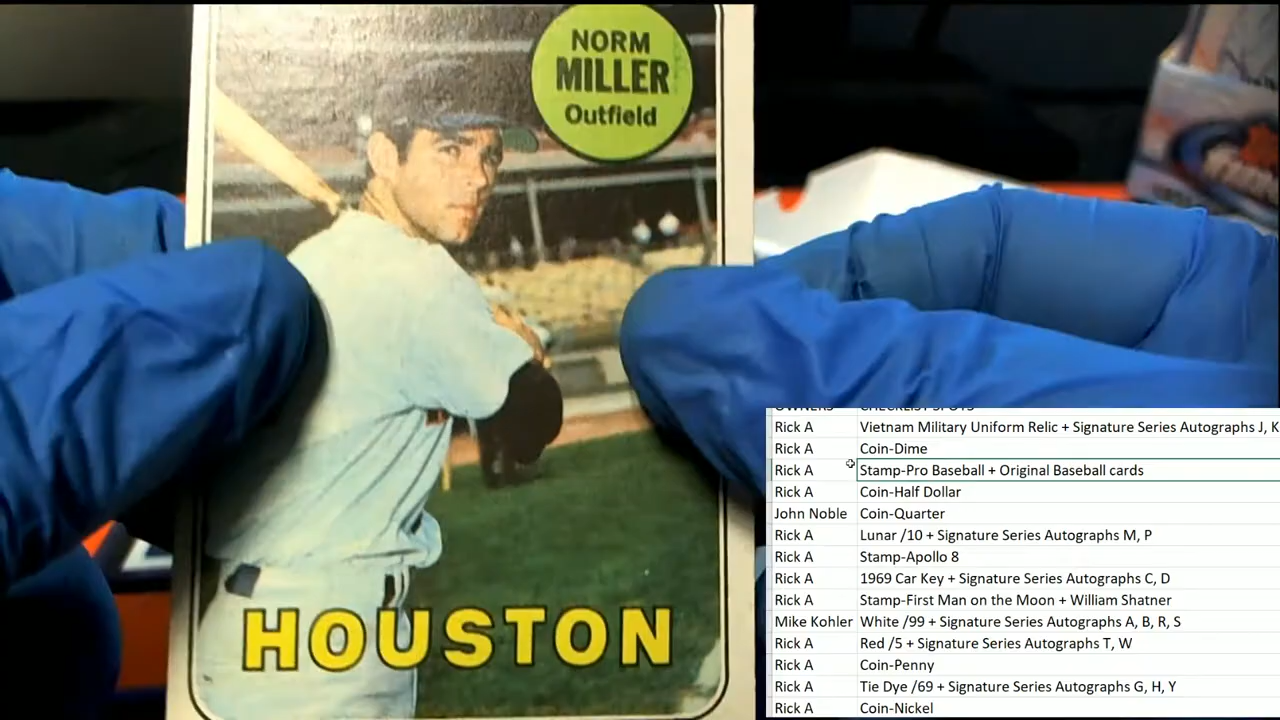 NORM
MILLER
Outfield
HOUSTON
OWNERS CHECKLIST SPOTS
Rick A Vietnam Military Uniform Relic + Signature Series Autographs J, K
Rick A Coin-Dime
Rick A Stamp-Pro Baseball + Original Baseball cards
Rick A Coin-Half Dollar
John Noble Coin-Quarter
Rick A Lunar /10 + Signature Series Autographs M, P
Rick A Stamp-Apollo 8
Rick A 1969 Car Key + Signature Series Autographs C, D
Rick A Stamp-First Man on the Moon + William Shatner
Mike Kohler White /99 + Signature Series Autographs A, B, R, S
Rick A Red /5 + Signature Series Autographs T, W
Rick A Coin-Penny
Rick A Tie Dye /69 + Signature Series Autographs G, H, Y
Rick A Coin-Nickel